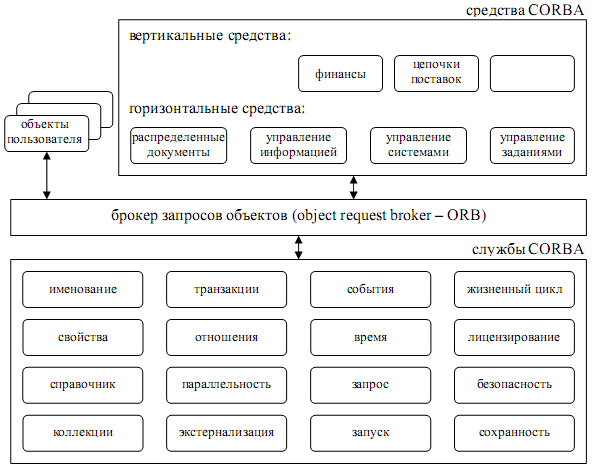 средства CORBA
вертикальные средства:
финансы
цепочки
поставок
горизонтальные средства:
объекты
пользователя
распределенные
документы
управление
информацией
управление
системами
управление
заданиями
брокер запросов объектов (object request broker – ORB)
службы CORBA
именование
транзакции
события
жизненный цикл
свойства
отношения
время
лицензирование
справочник
параллельность
запрос
безопасность
коллекции
экстернализация
запуск
сохранность